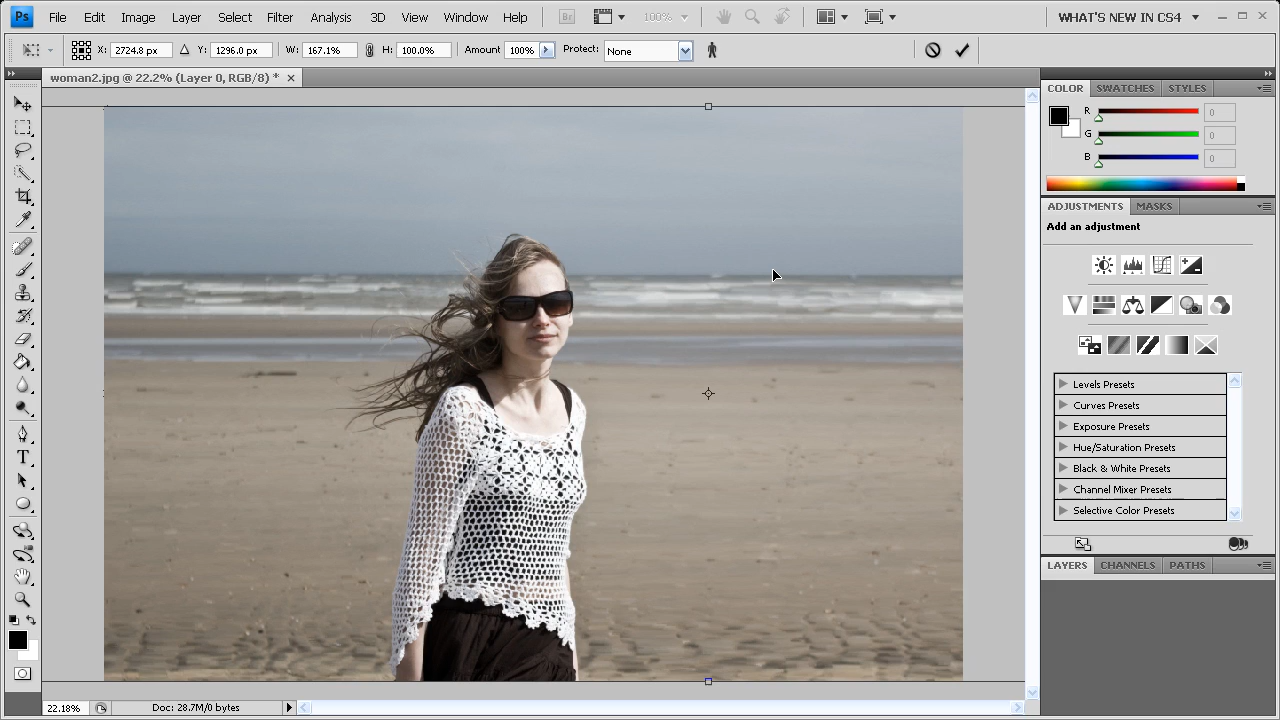 Ps File Edit Image Layer Select Filter Analysis 3D View Window Help Br 100% WHAT'S NEW IN CS4
X: 2724.8 px Y: 1296.0 px W: 167.1% H: 100.0% Amount 100% Protect: None
woman2.jpg @ 22.2% (Layer 0, RGB/8) *
COLOR SWATCHES STYLES
R 0
G 0
B 0
ADJUSTMENTS MASKS
Add an adjustment
Levels Presets
Curves Presets
Exposure Presets
Hue/Saturation Presets
Black & White Presets
Channel Mixer Presets
Selective Color Presets
LAYERS CHANNELS PATHS
T
22.18% Doc: 28.7M/0 bytes